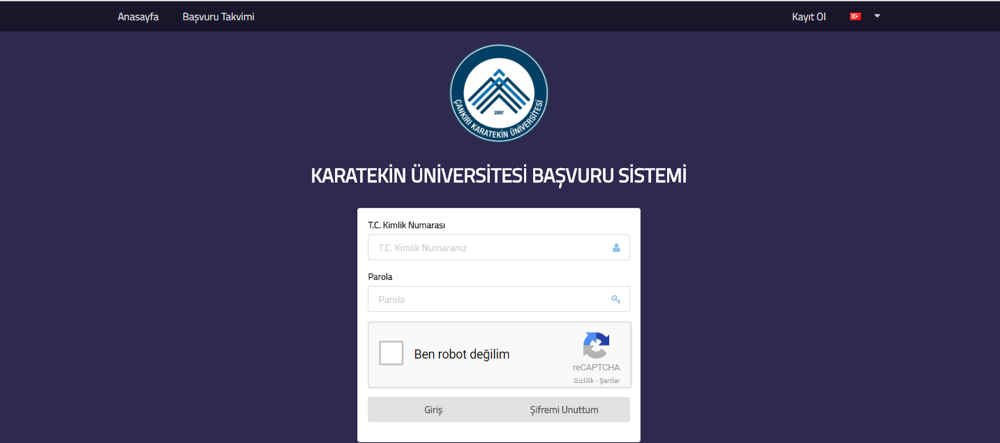 Anasayfa Başvuru Takvimi Kayıt Ol
2007
ÇANKIRI KARATEKİN ÜNİVERSİTESİ
KARATEKİN ÜNİVERSİTESİ BAŞVURU SİSTEMİ
T.C. Kimlik Numarası
T.C. Kimlik Numaranız
Parola
Parola
Ben robot değilim
reCAPTCHA
Gizlilik - Şartlar
Giriş Şifremi Unuttum